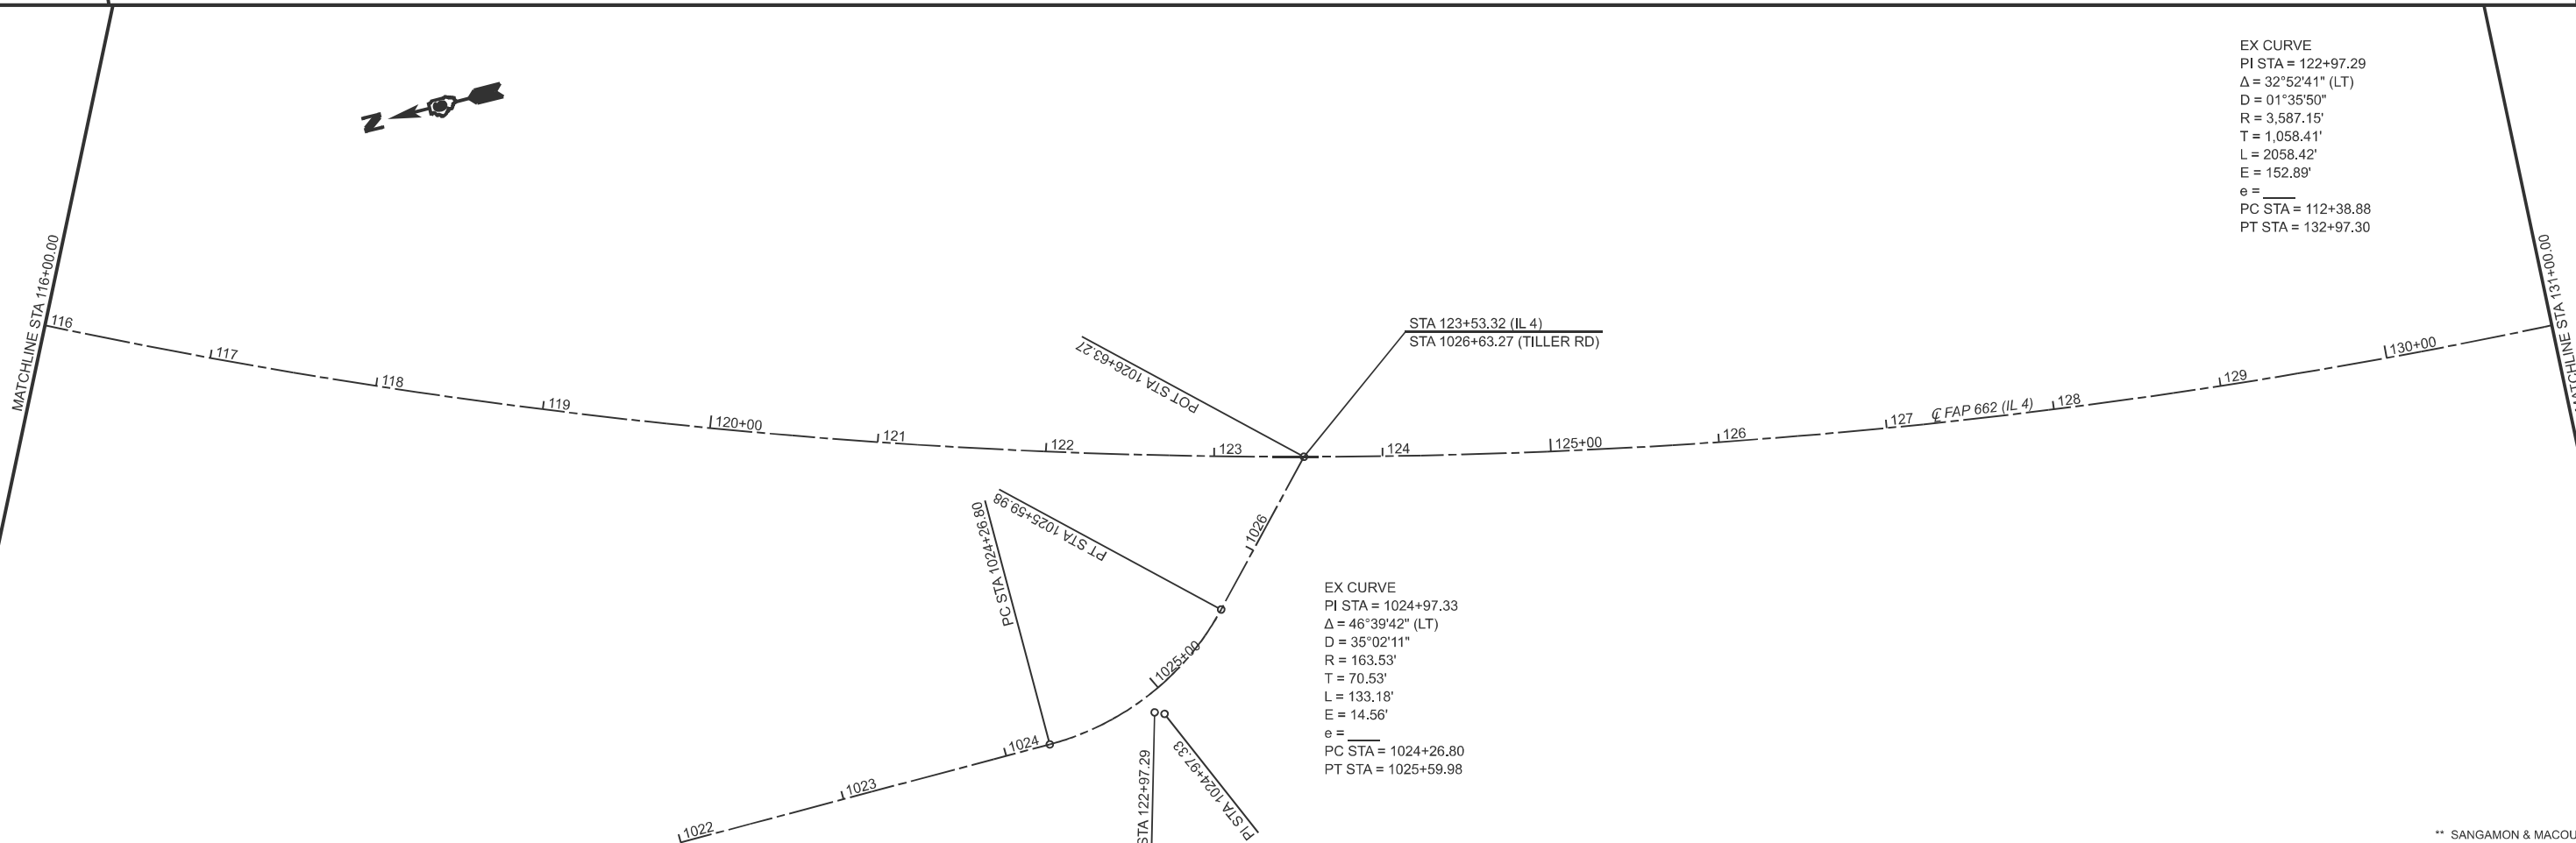 N
EX CURVE
PI STA = 122+97.29
Δ = 32°52'41" (LT)
D = 01°35'50"
R = 3,587.15'
T = 1,058.41'
L = 2058.42'
E = 152.89'
e = ____
PC STA = 112+38.88
PT STA = 132+97.30
MATCHLINE STA 116+00.00
MATCHLINE STA 131+00.00
116
117
118
119
120+00
121
122
123
124
125+00
126
127
℄ FAP 662 (IL 4)
128
129
130+00
STA 123+53.32 (IL 4)
STA 1026+63.27 (TILLER RD)
POT STA 1026+63.27
PT STA 1025+59.98
PC STA 1024+26.80
1026
1025+00
1024
1023
1022
STA 122+97.29
PI STA 1024+97.33
EX CURVE
PI STA = 1024+97.33
Δ = 46°39'42" (LT)
D = 35°02'11"
R = 163.53'
T = 70.53'
L = 133.18'
E = 14.56'
e = ____
PC STA = 1024+26.80
PT STA = 1025+59.98
** SANGAMON & MACOU